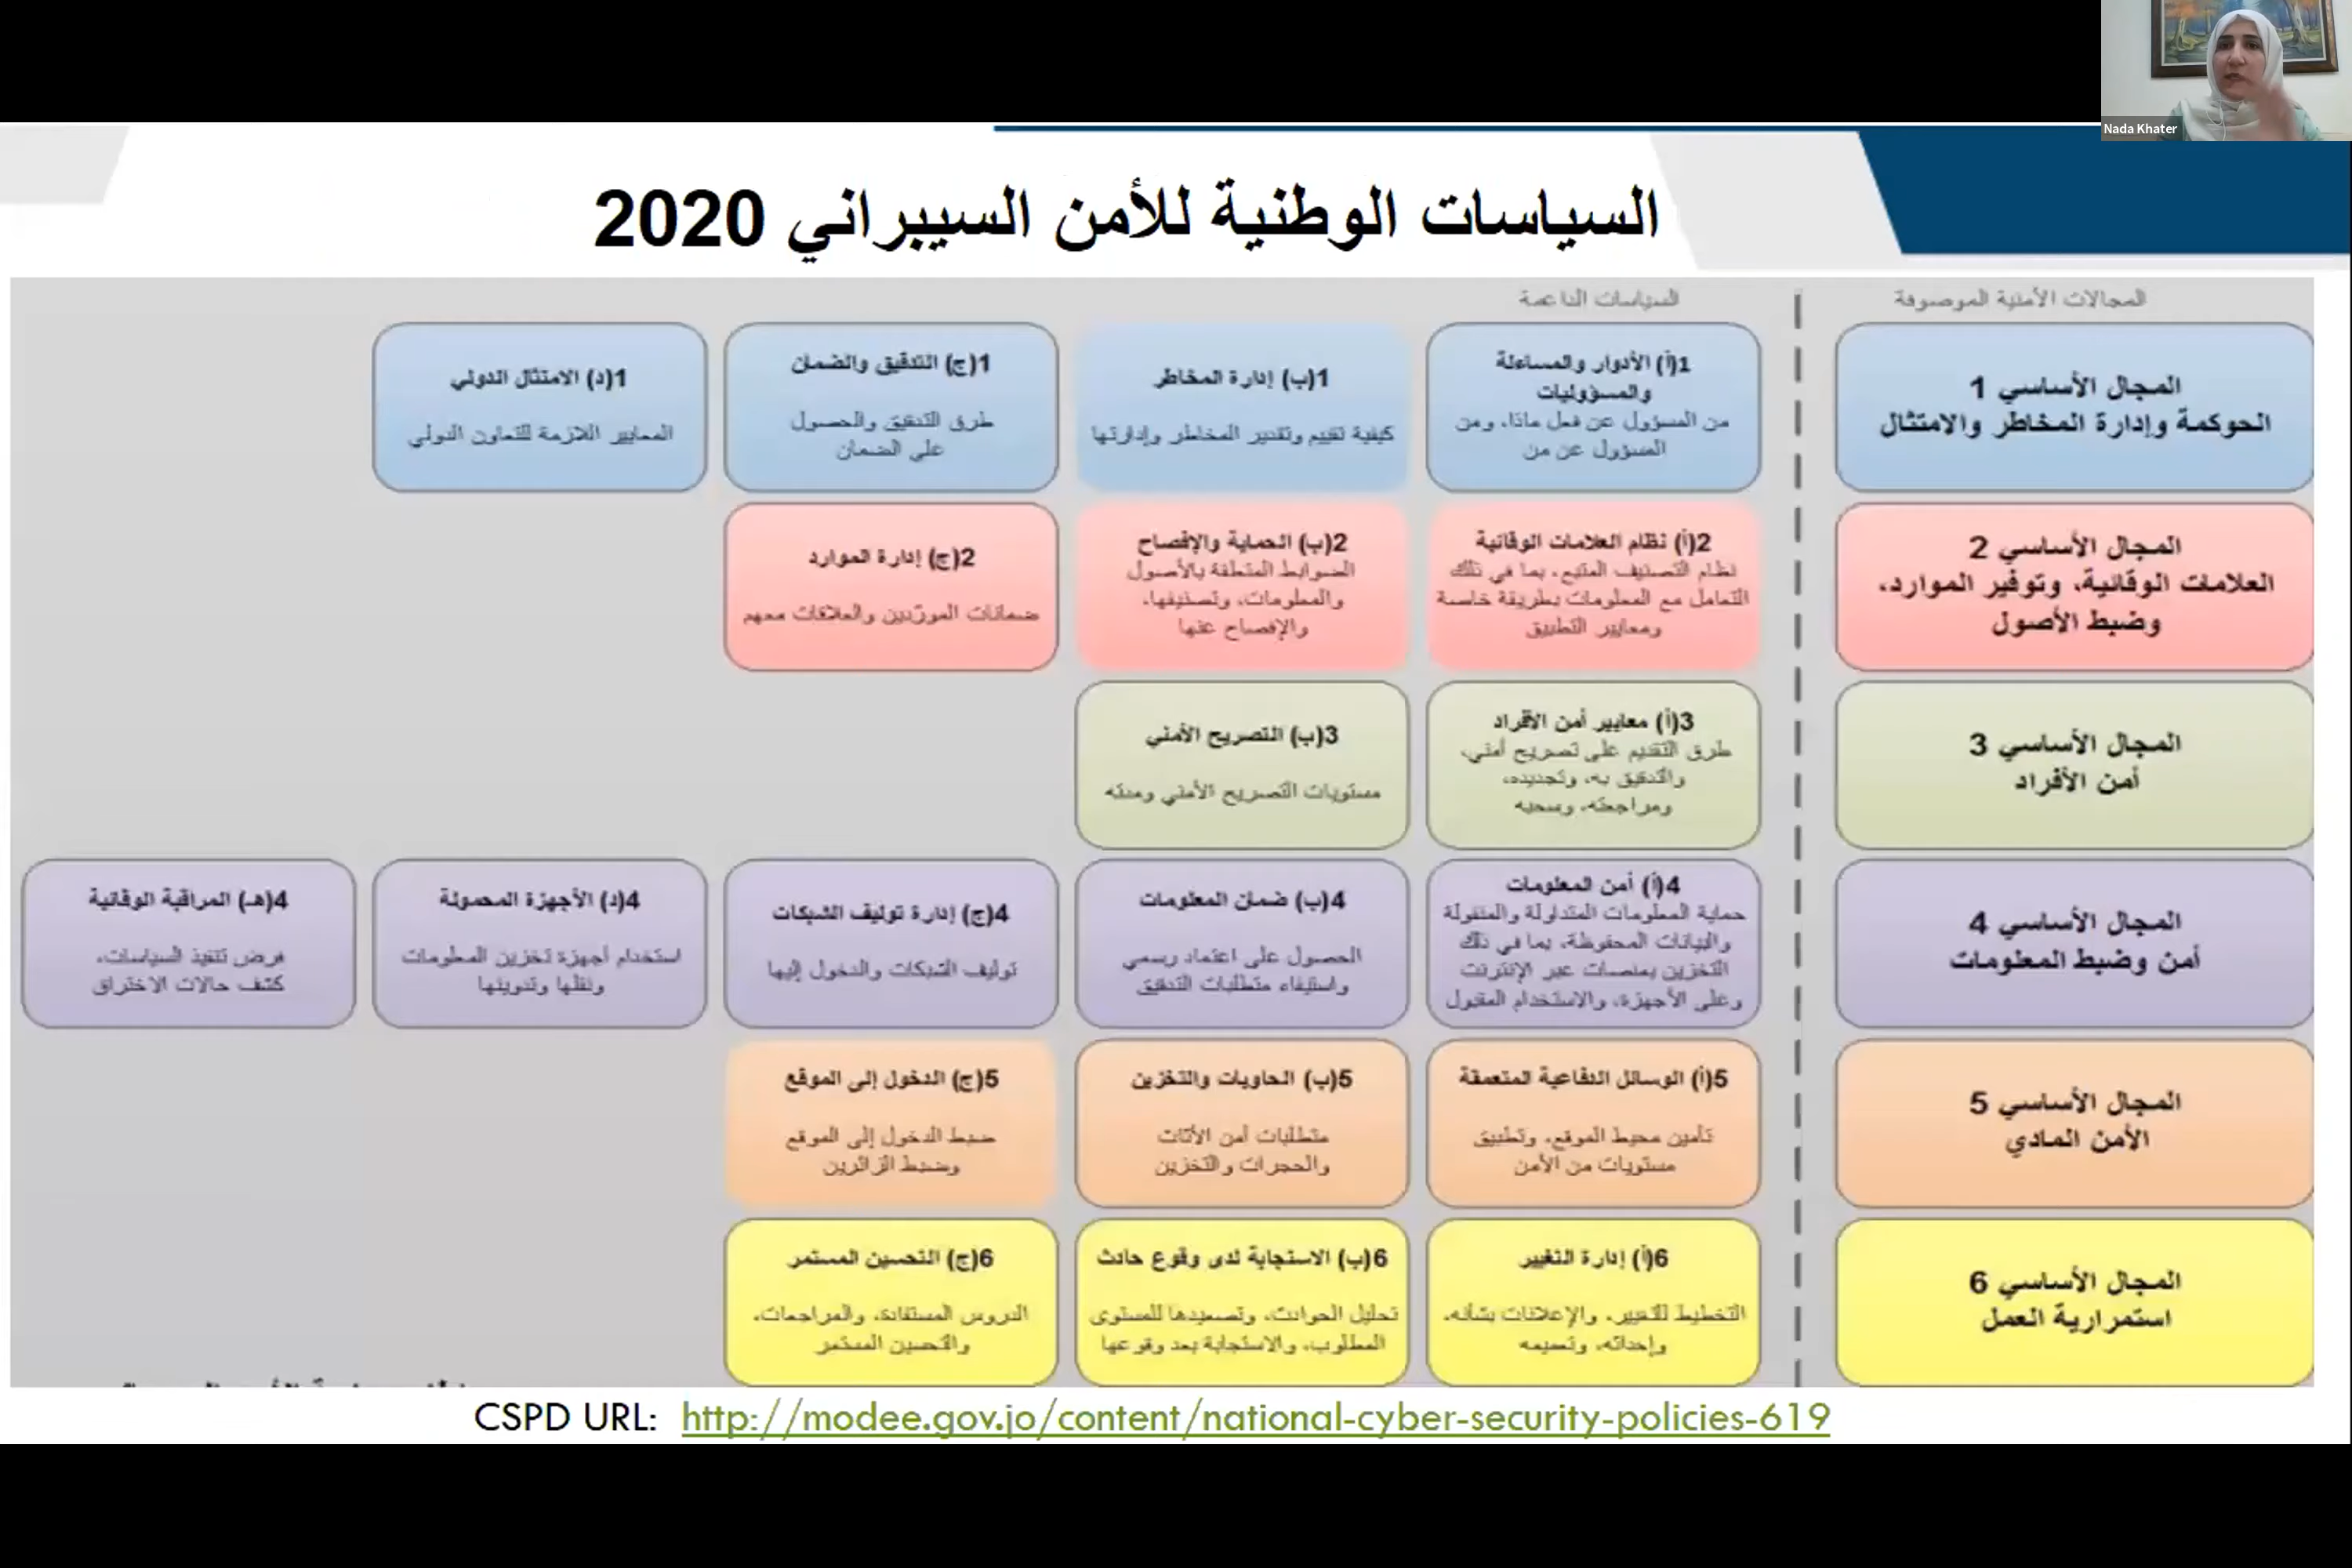 Nada Khater
السياسات الوطنية للأمن السيبراني 2020
المجالات الأمنية الموصوفة
السياسات الداعمة
المجال الأساسي 1
الحوكمة وإدارة المخاطر والامتثال
1(أ) الأدوار والمساءلة
والمسؤوليات
من المسؤول عن فعل ماذا، ومن
المسؤول عن من
1(ب) إدارة المخاطر
كيفية تقييم وتقدير المخاطر وإدارتها
1(ج) التدقيق والضمان
طرق التدقيق والحصول
على الضمان
1(د) الامتثال الدولي
المعايير اللازمة للتعاون الدولي
المجال الأساسي 2
العلامات الوقائية، وتوفير الموارد،
وضبط الأصول
2(أ) نظام العلامات الوقائية
نظام التصنيف المتبع، بما في ذلك
التعامل مع المعلومات بطريقة خاصة
ومعايير التطبيق
2(ب) الحماية والإفصاح
الضوابط المتعلقة بالأصول
والمعلومات، وتصنيفها،
والإفصاح عنها
2(ج) إدارة الموارد
ضمانات المورّدين والعلاقات معهم
المجال الأساسي 3
أمن الأفراد
3(أ) معايير أمن الأفراد
طرق التقديم على تصريح أمني،
والتدقيق به، وتجديده،
ومراجعته، وسحبه
3(ب) التصريح الأمني
مستويات التصريح الأمني ومدته
المجال الأساسي 4
أمن وضبط المعلومات
4(أ) أمن المعلومات
حماية المعلومات المتداولة والمنقولة
والبيانات المحفوظة، بما في ذلك
التخزين بمنصات عبر الإنترنت
وعلى الأجهزة، والاستخدام المقبول
4(ب) ضمان المعلومات
الحصول على اعتماد رسمي
واستيفاء متطلبات التدقيق
4(ج) إدارة توليف الشبكات
توليف الشبكات والدخول إليها
4(د) الأجهزة المحمولة
استخدام أجهزة تخزين المعلومات
ونقلها وتدوينها
4(هـ) المراقبة الوقائية
فرض تنفيذ السياسات،
كشف حالات الاختراق
المجال الأساسي 5
الأمن المادي
5(أ) الوسائل الدفاعية المتعمقة
تأمين محيط الموقع، وتطبيق
مستويات من الأمن
5(ب) الحاويات والتخزين
متطلبات أمن الأثاث
والحجرات والتخزين
5(ج) الدخول إلى الموقع
ضبط الدخول إلى الموقع
وضبط الزائرين
المجال الأساسي 6
استمرارية العمل
6(أ) إدارة التغيير
التخطيط للتغيير، والإعلانات بشأنه،
وإحداثه، وتعميمه
6(ب) الاستجابة لدى وقوع حادث
تحليل الحوادث، وتصعيدها للمستوى
المطلوب، والاستجابة بعد وقوعها
6(ج) التحسين المستمر
الدروس المستفادة، والمراجعات،
والتحسين المستمر
CSPD URL: http://modee.gov.jo/content/national-cyber-security-policies-619